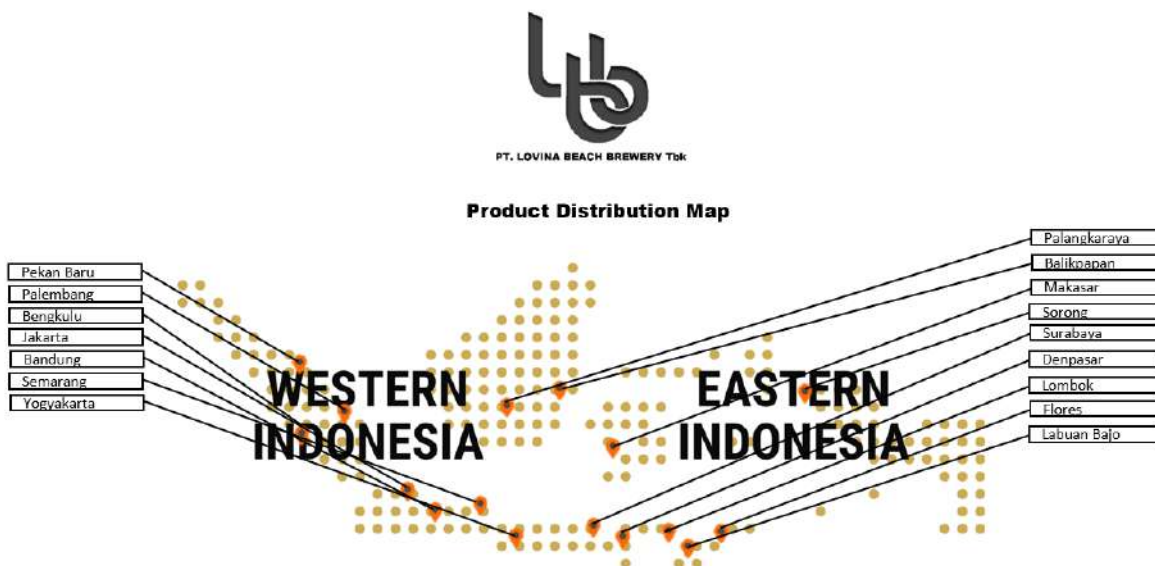 lbb
PT. LOVINA BEACH BREWERY Tbk
Product Distribution Map
Pekan Baru
Palembang
Bengkulu
Jakarta
Bandung
Semarang
Yogyakarta
WESTERN
INDONESIA
EASTERN
INDONESIA
Palangkaraya
Balikpapan
Makasar
Sorong
Surabaya
Denpasar
Lombok
Flores
Labuan Bajo